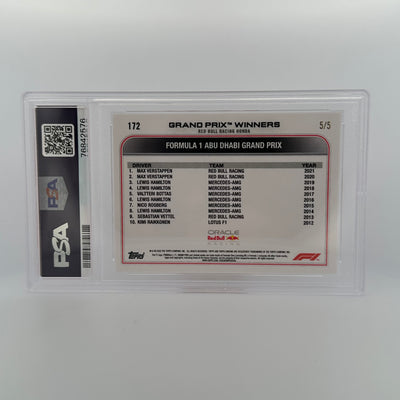 172
GRAND PRIX™ WINNERS
RED BULL RACING HONDA
5/5
FORMULA 1 ABU DHABI GRAND PRIX
DRIVER TEAM YEAR
1. MAX VERSTAPPEN RED BULL RACING 2021
2. MAX VERSTAPPEN RED BULL RACING 2020
3. LEWIS HAMILTON MERCEDES-AMG 2019
4. LEWIS HAMILTON MERCEDES-AMG 2018
5. VALTTERI BOTTAS MERCEDES-AMG 2017
6. LEWIS HAMILTON MERCEDES-AMG 2016
7. NICO ROSBERG MERCEDES-AMG 2015
8. LEWIS HAMILTON MERCEDES-AMG 2014
9. SEBASTIAN VETTEL RED BULL RACING 2013
10. KIMI RAIKKONEN LOTUS F1 2012
ORACLE
Red Bull
RACING
Topps
F1
76842576
PSA